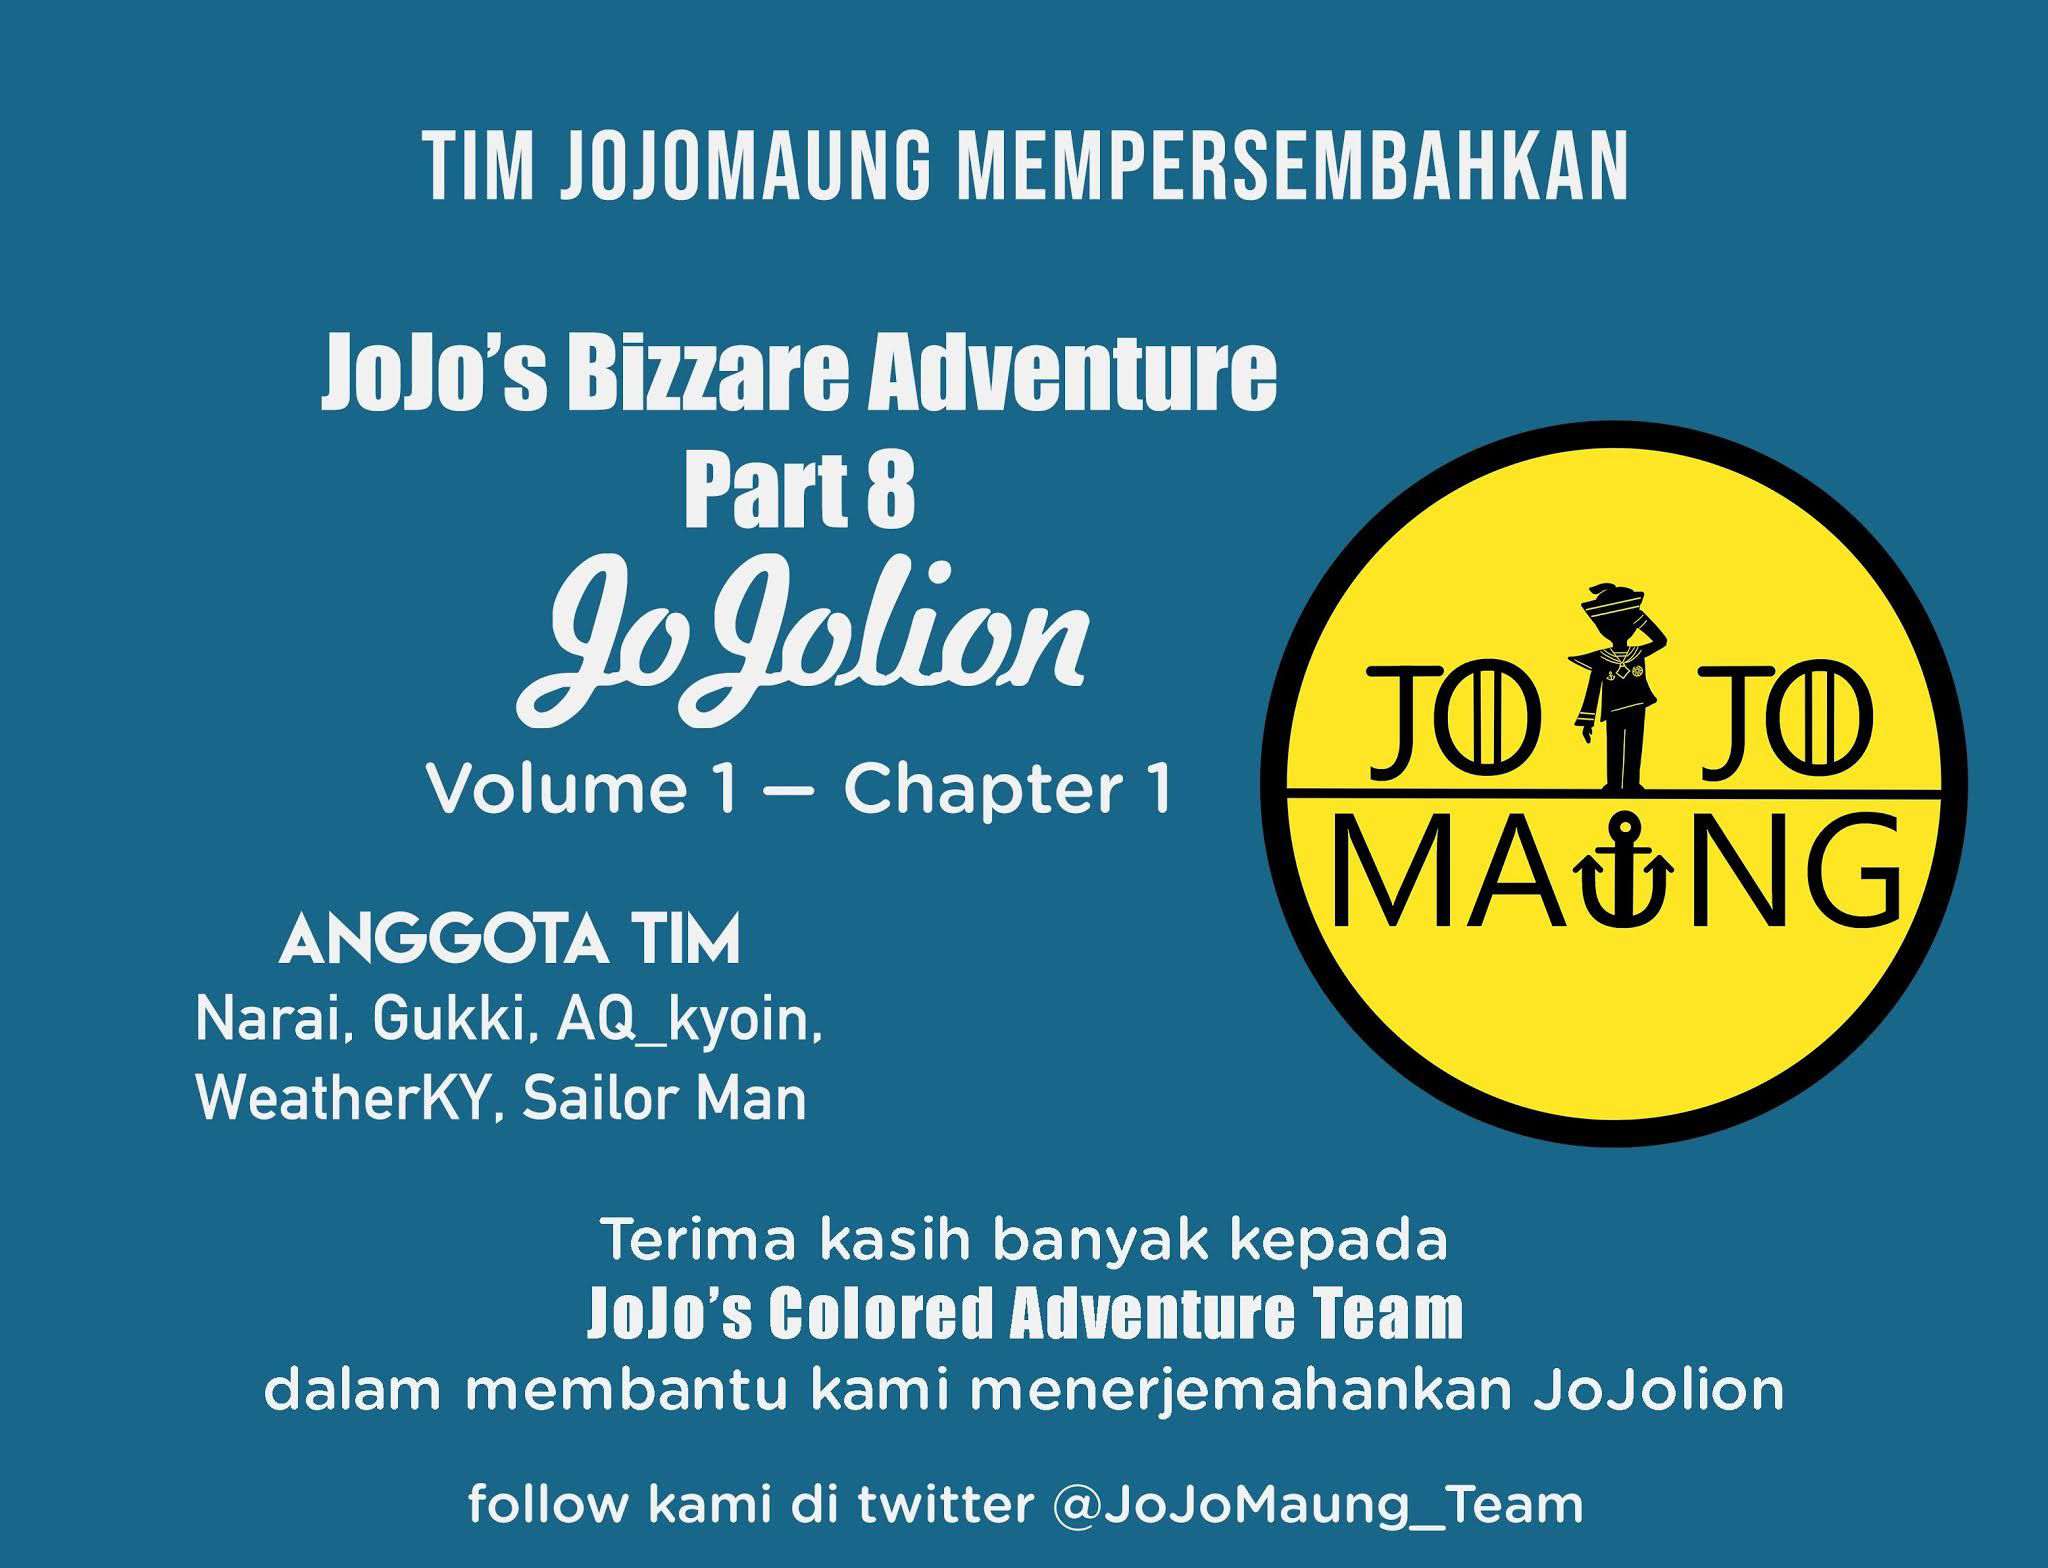 TIM JOJOMAUNG MEMPERSEMBAHKAN
JoJo's Bizzare Adventure
Part 8
JoJolion
Volume 1 – Chapter 1
JOJO
MAUNG
ANGGOTA TIM
Narai, Gukki, AQ_kyoin,
WeatherKY, Sailor Man
Terima kasih banyak kepada
JoJo's Colored Adventure Team
dalam membantu kami menerjemahankan JoJolion
follow kami di twitter @JoJoMaung_Team